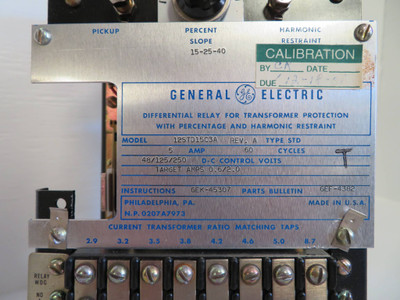 PICKUP PERCENT HARMONIC
SLOPE RESTRAINT
15-25-40
CALIBRATION
BY DATE
DUE
GENERAL GE ELECTRIC
DIFFERENTIAL RELAY FOR TRANSFORMER PROTECTION
WITH PERCENTAGE AND HARMONIC RESTRAINT
MODEL 12STD15C3A REV. A TYPE STD
5 AMP 60 CYCLES
48/125/250 D-C CONTROL VOLTS
TARGET AMPS 0.6/2.0
T
INSTRUCTIONS GEK-45307 PARTS BULLETIN GEF-4382
PHILADELPHIA, PA. MADE IN U.S.A.
N.P. 0207A7973
CURRENT TRANSFORMER RATIO MATCHING TAPS
2.9 3.2 3.5 3.8 4.2 4.6 5.0 8.7
RELAY
WDG